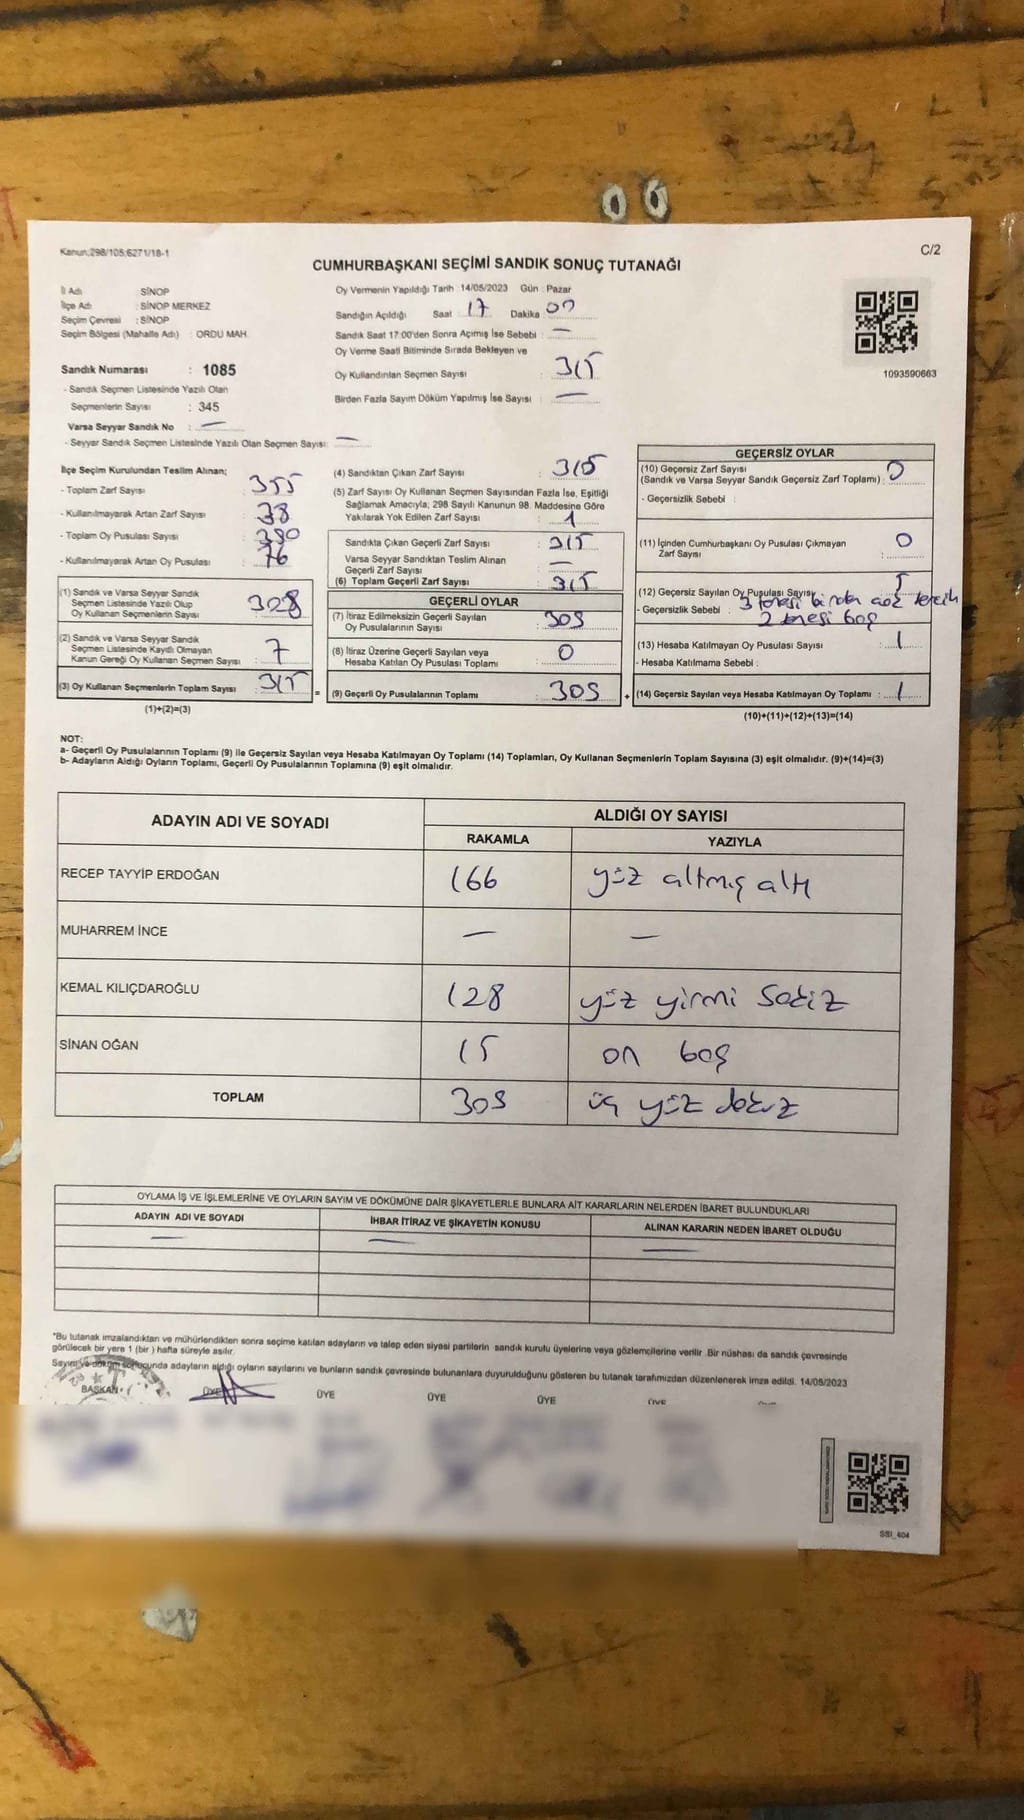 Kanun:298/105;6271/18-1
C/2
CUMHURBAŞKANI SEÇİMİ SANDIK SONUÇ TUTANAĞI
İl Adı : SİNOP
İlçe Adı : SİNOP MERKEZ
Seçim Çevresi : SİNOP
Seçim Bölgesi (Mahalle Adı) : ORDU MAH.
Sandık Numarası : 1085
- Sandık Seçmen Listesinde Yazılı Olan
Seçmenlerin Sayısı : 345
Varsa Seyyar Sandık No : —
- Seyyar Sandık Seçmen Listesinde Yazılı Olan Seçmen Sayısı: —
Oy Vermenin Yapıldığı Tarih : 14/05/2023 Gün : Pazar
Sandığın Açıldığı Saat : 17 Dakika : 00
Sandık Saat 17:00'den Sonra Açımış İse Sebebi : —
Oy Verme Saati Bitiminde Sırada Bekleyen ve
Oy Kullandırılan Seçmen Sayısı : 315
Birden Fazla Sayım Döküm Yapılmış İse Sayısı : —
1093590663
İlçe Seçim Kurulundan Teslim Alınan;
- Toplam Zarf Sayısı : 355
- Kullanılmayarak Artan Zarf Sayısı : 38
- Toplam Oy Pusulası Sayısı : 390
- Kullanılmayarak Artan Oy Pusulası : 76
(1) Sandık ve Varsa Seyyar Sandık
Seçmen Listesinde Yazılı Olup
Oy Kullanan Seçmenlerin Sayısı : 308
(2) Sandık ve Varsa Seyyar Sandık
Seçmen Listesinde Kayıtlı Olmayan
Kanun Gereği Oy Kullanan Seçmen Sayısı : 7
(3) Oy Kullanan Seçmenlerin Toplam Sayısı : 315
(1)+(2)=(3)
(4) Sandıktan Çıkan Zarf Sayısı : 315
(5) Zarf Sayısı Oy Kullanan Seçmen Sayısından Fazla İse, Eşitliği
Sağlamak Amacıyla; 298 Sayılı Kanunun 98. Maddesine Göre
Yakılarak Yok Edilen Zarf Sayısı : 1
Sandıkta Çıkan Geçerli Zarf Sayısı : 315
Varsa Seyyar Sandıktan Teslim Alınan
Geçerli Zarf Sayısı : —
(6) Toplam Geçerli Zarf Sayısı : 315
GEÇERLİ OYLAR
(7) İtiraz Edilmeksizin Geçerli Sayılan
Oy Pusulalarının Sayısı : 309
(8) İtiraz Üzerine Geçerli Sayılan veya
Hesaba Katılan Oy Pusulası Toplamı : 0
= (9) Geçerli Oy Pusulalarının Toplamı : 309
GEÇERSİZ OYLAR
(10) Geçersiz Zarf Sayısı
(Sandık ve Varsa Seyyar Sandık Geçersiz Zarf Toplamı) : 0
- Geçersizlik Sebebi :
(11) İçinden Cumhurbaşkanı Oy Pusulası Çıkmayan
Zarf Sayısı : 0
(12) Geçersiz Sayılan Oy Pusulası Sayısı : 5
- Geçersizlik Sebebi : 3 tanesi birden çok tercih
2 tanesi boş
(13) Hesaba Katılmayan Oy Pusulası Sayısı : 1
- Hesaba Katılmama Sebebi :
+ (14) Geçersiz Sayılan veya Hesaba Katılmayan Oy Toplamı : 1
(10)+(11)+(12)+(13)=(14)
NOT:
a- Geçerli Oy Pusulalarının Toplamı (9) ile Geçersiz Sayılan veya Hesaba Katılmayan Oy Toplamı (14) Toplamları, Oy Kullanan Seçmenlerin Toplam Sayısına (3) eşit olmalıdır. (9)+(14)=(3)
b- Adayların Aldığı Oyların Toplamı, Geçerli Oy Pusulalarının Toplamına (9) eşit olmalıdır.
ADAYIN ADI VE SOYADI
ALDIĞI OY SAYISI
RAKAMLA YAZIYLA
RECEP TAYYİP ERDOĞAN 166 yüz altmış altı
MUHARREM İNCE — —
KEMAL KILIÇDAROĞLU 128 yüz yirmi sekiz
SİNAN OĞAN 15 on beş
TOPLAM 309 üç yüz dokuz
OYLAMA İŞ VE İŞLEMLERİNE VE OYLARIN SAYIM VE DÖKÜMÜNE DAİR ŞİKAYETLERLE BUNLARA AİT KARARLARIN NELERDEN İBARET BULUNDUKLARI
ADAYIN ADI VE SOYADI İHBAR İTİRAZ VE ŞİKAYETİN KONUSU ALINAN KARARIN NEDEN İBARET OLDUĞU
— — —
*Bu tutanak imzalandıktan ve mühürlendikten sonra seçime katılan adayların ve talep eden siyasi partilerin sandık kurulu üyelerine veya gözlemcilerine verilir .Bir nüshası da sandık çevresinde
görülecek bir yere 1 (bir ) hafta süreyle asılır.
Sayım ve döküm sonucunda adayların aldığı oyların sayılarını ve bunların sandık çevresinde bulunanlara duyurulduğunu gösteren bu tutanak tarafımızdan düzenlenerek imza edildi. 14/05/2023
BAŞKAN ÜYE ÜYE ÜYE ÜYE ÜYE
SSI_404